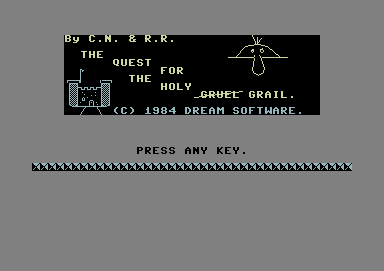 By C.N. & R.R.
THE
QUEST
FOR
THE
HOLY
GRUEL GRAIL.
(C) 1984 DREAM SOFTWARE.
PRESS ANY KEY.